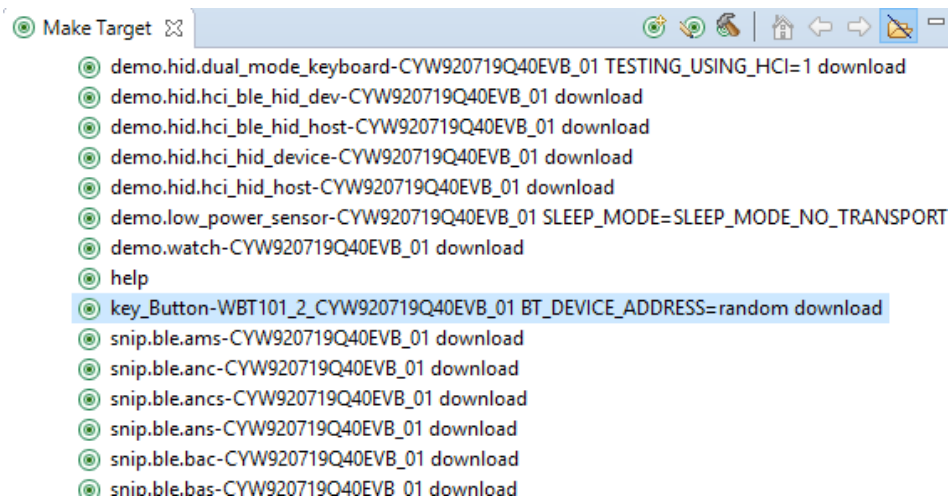 Make Target
demo.hid.dual_mode_keyboard-CYW920719Q40EVB_01 TESTING_USING_HCI=1 download
demo.hid.hci_ble_hid_dev-CYW920719Q40EVB_01 download
demo.hid.hci_ble_hid_host-CYW920719Q40EVB_01 download
demo.hid.hci_hid_device-CYW920719Q40EVB_01 download
demo.hid.hci_hid_host-CYW920719Q40EVB_01 download
demo.low_power_sensor-CYW920719Q40EVB_01 SLEEP_MODE=SLEEP_MODE_NO_TRANSPORT
demo.watch-CYW920719Q40EVB_01 download
help
key_Button-WBT101_2_CYW920719Q40EVB_01 BT_DEVICE_ADDRESS=random download
snip.ble.ams-CYW920719Q40EVB_01 download
snip.ble.anc-CYW920719Q40EVB_01 download
snip.ble.ancs-CYW920719Q40EVB_01 download
snip.ble.ans-CYW920719Q40EVB_01 download
snip.ble.bac-CYW920719Q40EVB_01 download
snip.ble.bas-CYW920719Q40EVB_01 download